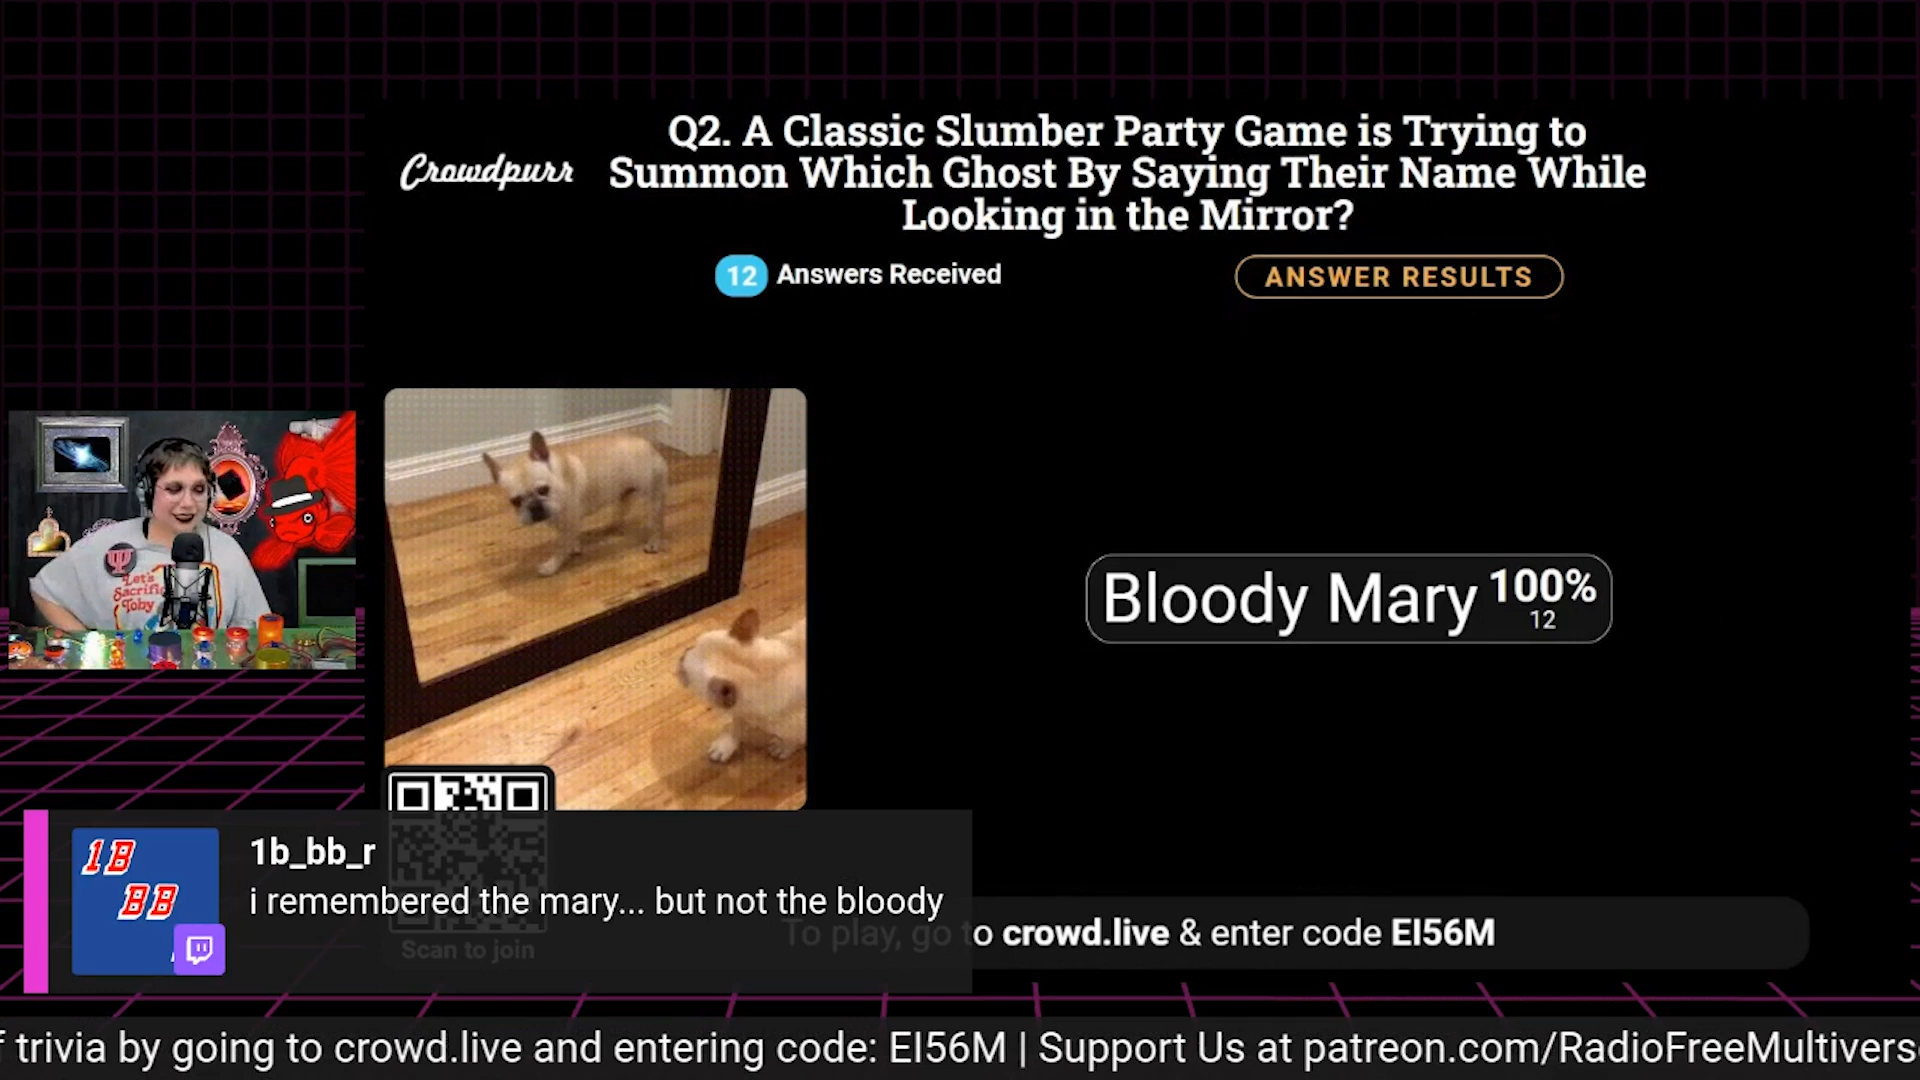 Crowdpurr
Q2. A Classic Slumber Party Game is Trying to
Summon Which Ghost By Saying Their Name While
Looking in the Mirror?
12 Answers Received
ANSWER RESULTS
Let's
Sacrifice
Toby
Bloody Mary 100%
12
1B
BB
1b_bb_r
i remembered the mary... but not the bloody
Scan to join
To play, go to crowd.live & enter code EI56M
trivia by going to crowd.live and entering code: EI56M | Support Us at patreon.com/RadioFreeMultivers